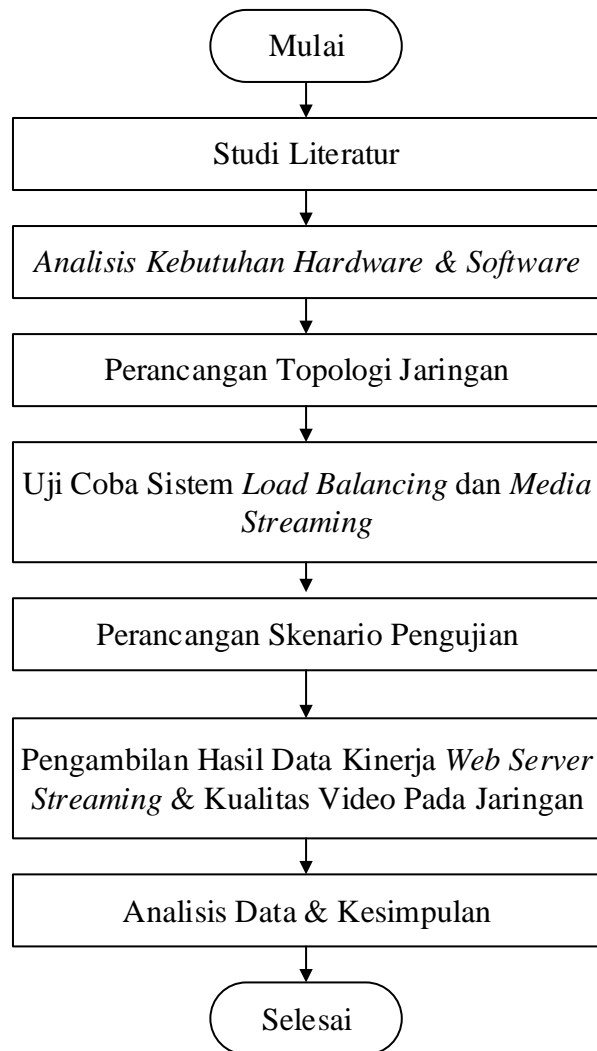 Mulai
Studi Literatur
Analisis Kebutuhan Hardware & Software
Perancangan Topologi Jaringan
Uji Coba Sistem Load Balancing dan Media
Streaming
Perancangan Skenario Pengujian
Pengambilan Hasil Data Kinerja Web Server
Streaming & Kualitas Video Pada Jaringan
Analisis Data & Kesimpulan
Selesai